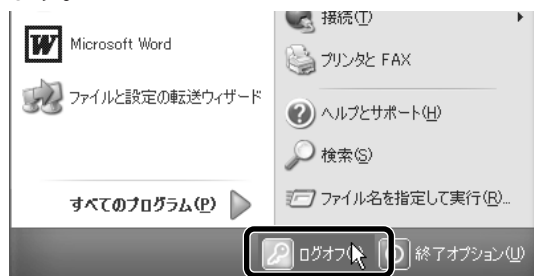 Microsoft Word
ファイルと設定の転送ウィザード
すべてのプログラム(P)
接続(T)
プリンタと FAX
ヘルプとサポート(H)
検索(S)
ファイル名を指定して実行(R)...
ログオフ(
終了オプション(U)